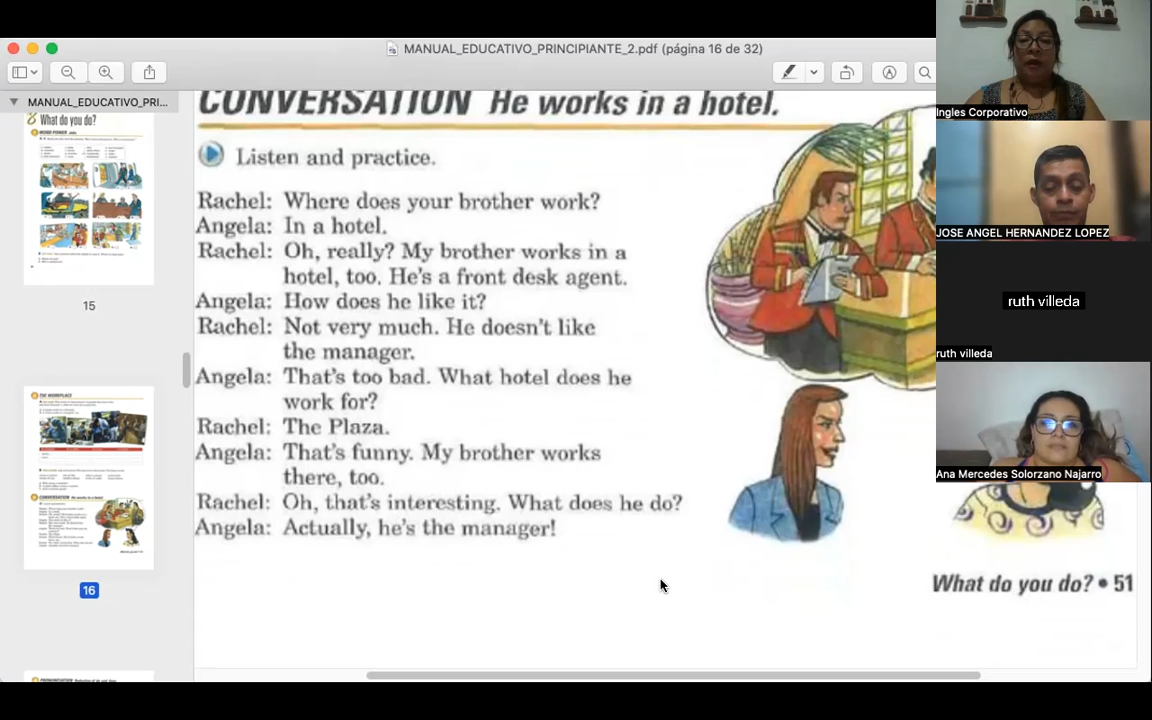 MANUAL_EDUCATIVO_PRINCIPIANTE_2.pdf (página 16 de 32)
MANUAL_EDUCATIVO_PRI...
What do you do?
15
16
CONVERSATION He works in a hotel.
Listen and practice.
Rachel: Where does your brother work?
Angela: In a hotel.
Rachel: Oh, really? My brother works in a
hotel, too. He's a front desk agent.
Angela: How does he like it?
Rachel: Not very much. He doesn't like
the manager.
Angela: That's too bad. What hotel does he
work for?
Rachel: The Plaza.
Angela: That's funny. My brother works
there, too.
Rachel: Oh, that's interesting. What does he do?
Angela: Actually, he's the manager!
What do you do? • 51
Ingles Corporativo
JOSE ANGEL HERNANDEZ LOPEZ
ruth villeda
ruth villeda
Ana Mercedes Solorzano Najarro